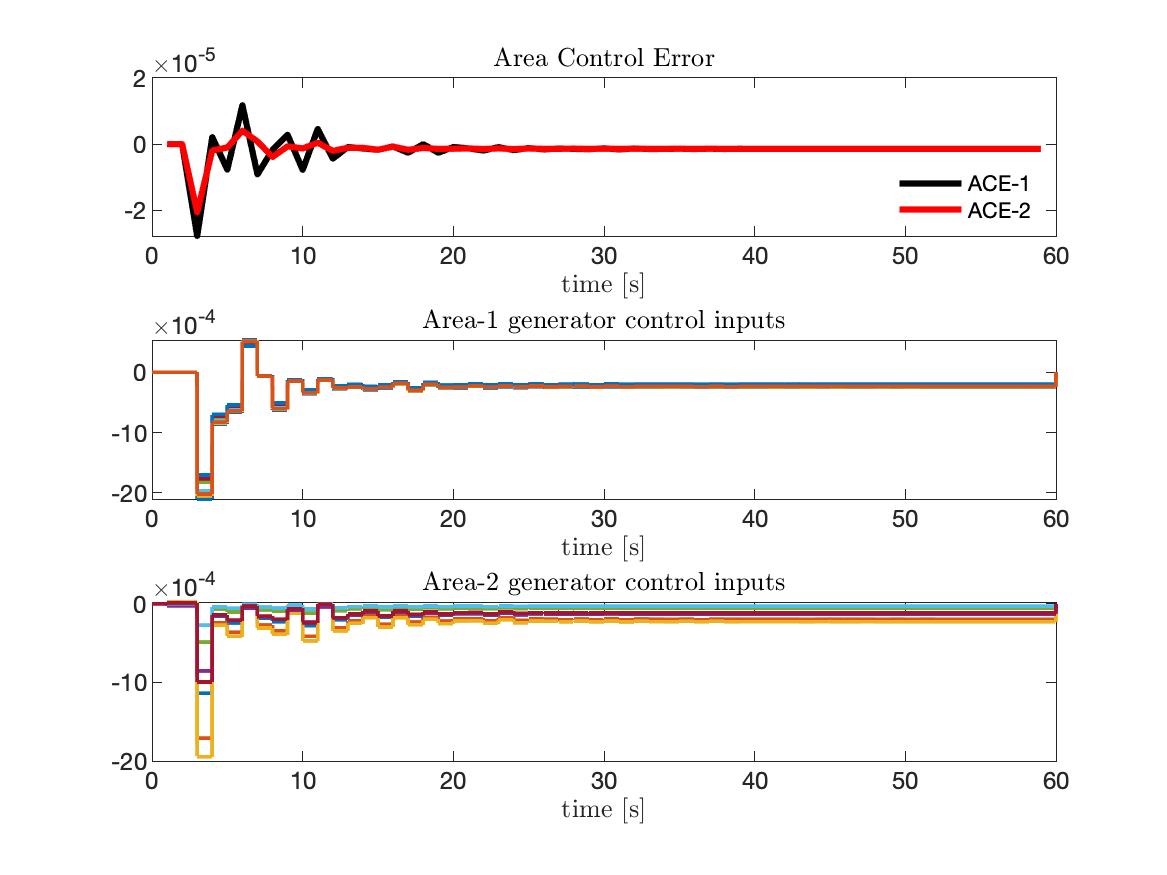 Area Control Error
×10-5
2
0
-2
ACE-1
ACE-2
0 10 20 30 40 50 60
time [s]
Area-1 generator control inputs
×10-4
0
-10
-20
0 10 20 30 40 50 60
time [s]
Area-2 generator control inputs
×10-4
0
-10
-20
0 10 20 30 40 50 60
time [s]